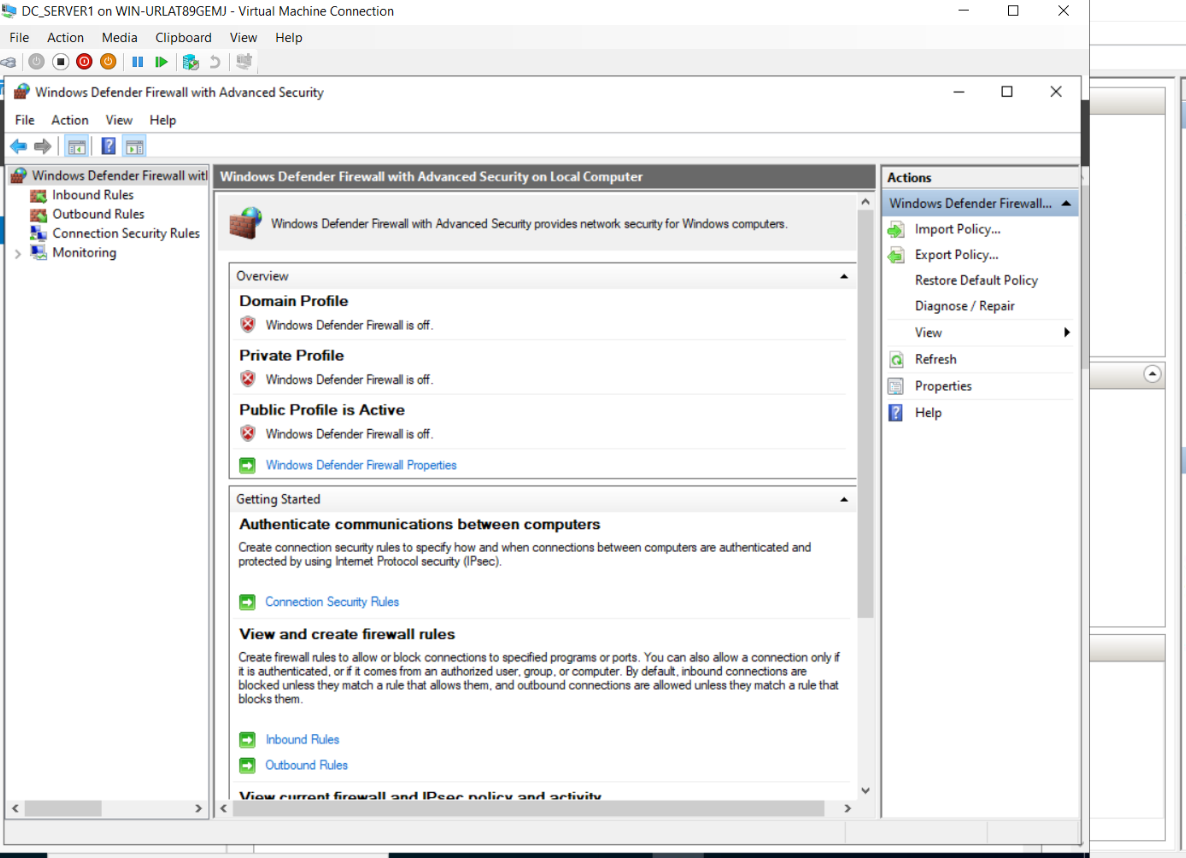 DC_SERVER1 on WIN-URLAT89GEMJ - Virtual Machine Connection
File Action Media Clipboard View Help
Windows Defender Firewall with Advanced Security
File Action View Help
Windows Defender Firewall witl
Inbound Rules
Outbound Rules
Connection Security Rules
Monitoring
Windows Defender Firewall with Advanced Security on Local Computer
Windows Defender Firewall with Advanced Security provides network security for Windows computers.
Overview
Domain Profile
Windows Defender Firewall is off.
Private Profile
Windows Defender Firewall is off.
Public Profile is Active
Windows Defender Firewall is off.
Windows Defender Firewall Properties
Getting Started
Authenticate communications between computers
Create connection security rules to specify how and when connections between computers are authenticated and
protected by using Internet Protocol security (IPsec).
Connection Security Rules
View and create firewall rules
Create firewall rules to allow or block connections to specified programs or ports. You can also allow a connection only if
it is authenticated, or if it comes from an authorized user, group, or computer. By default, inbound connections are
blocked unless they match a rule that allows them, and outbound connections are allowed unless they match a rule that
blocks them.
Inbound Rules
Outbound Rules
View current firewall and IPsec policy and activity
Actions
Windows Defender Firewall...
Import Policy...
Export Policy...
Restore Default Policy
Diagnose / Repair
View
Refresh
Properties
Help